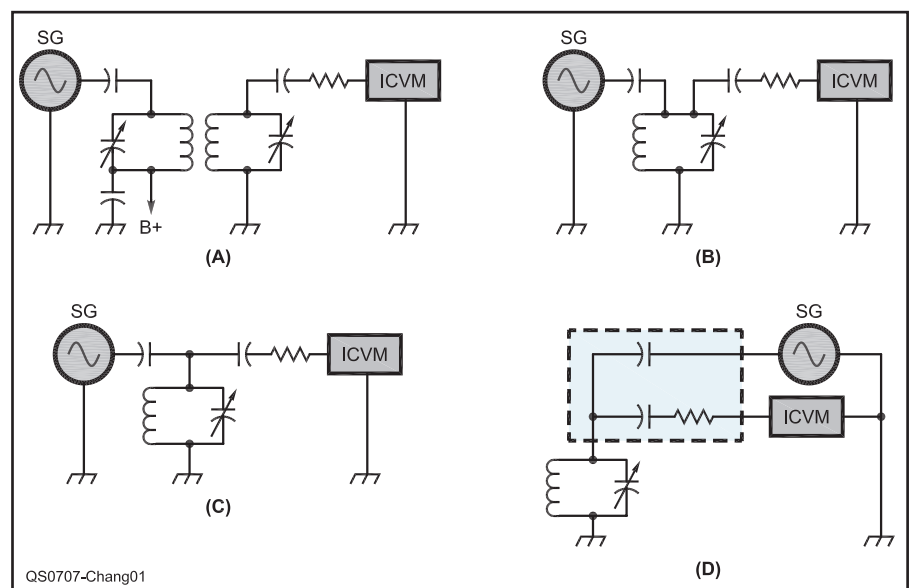 SG
ICVM
B+
(A)
SG
ICVM
(B)
SG
ICVM
(C)
SG
ICVM
(D)
QS0707-Chang01